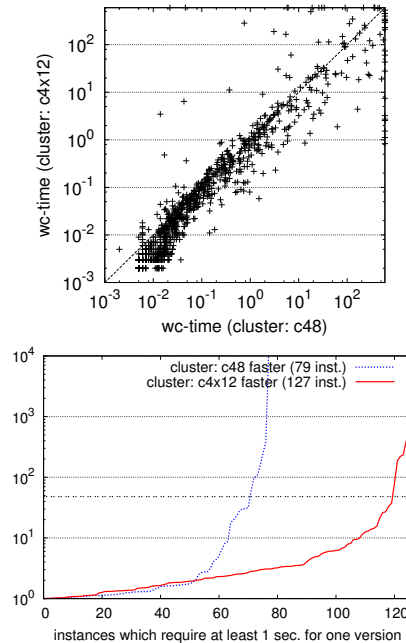 10^2
10^1
10^0
10^-1
10^-2
10^-3
wc-time (cluster: c4x12)
10^-3 10^-2 10^-1 10^0 10^1 10^2
wc-time (cluster: c48)
10^4
10^3
10^2
10^1
10^0
cluster: c48 faster (79 inst.)
cluster: c4x12 faster (127 inst.)
0 20 40 60 80 100 120
instances which require at least 1 sec. for one version